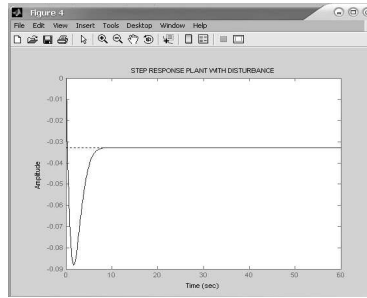 Figure 4
File Edit View Insert Tools Desktop Window Help
STEP RESPONSE PLANT WITH DISTURBANCE
Amplitude
0
-0.01
-0.02
-0.03
-0.04
-0.05
-0.06
-0.07
-0.08
-0.09
0 10 20 30 40 50 60
Time (sec)